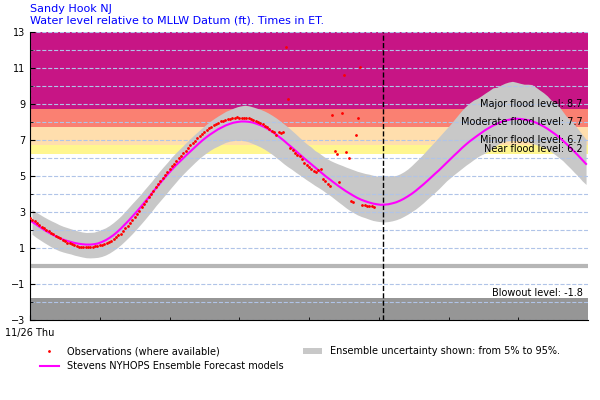 Sandy Hook NJ
Water level relative to MLLW Datum (ft). Times in ET.
13
11
9
7
5
3
1
−1
−3
Major flood level: 8.7
Moderate flood level: 7.7
Minor flood level: 6.7
Near flood level: 6.2
Blowout level: -1.8
11/26 Thu
Observations (where available)
Stevens NYHOPS Ensemble Forecast models
Ensemble uncertainty shown: from 5% to 95%.